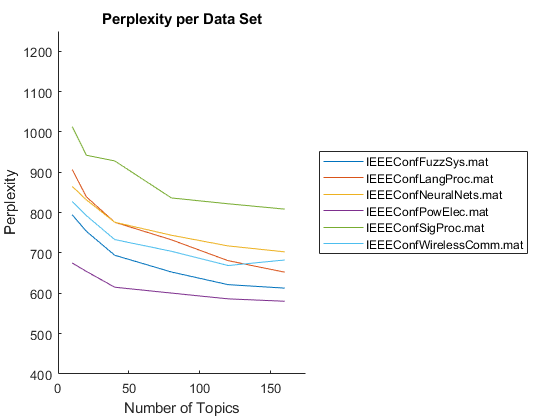 Perplexity per Data Set
1200
1100
1000
900
800
700
600
500
400
0
50
100
150
Perplexity
Number of Topics
IEEEConfFuzzSys.mat
IEEEConfLangProc.mat
IEEEConfNeuralNets.mat
IEEEConfPowElec.mat
IEEEConfSigProc.mat
IEEEConfWirelessComm.mat